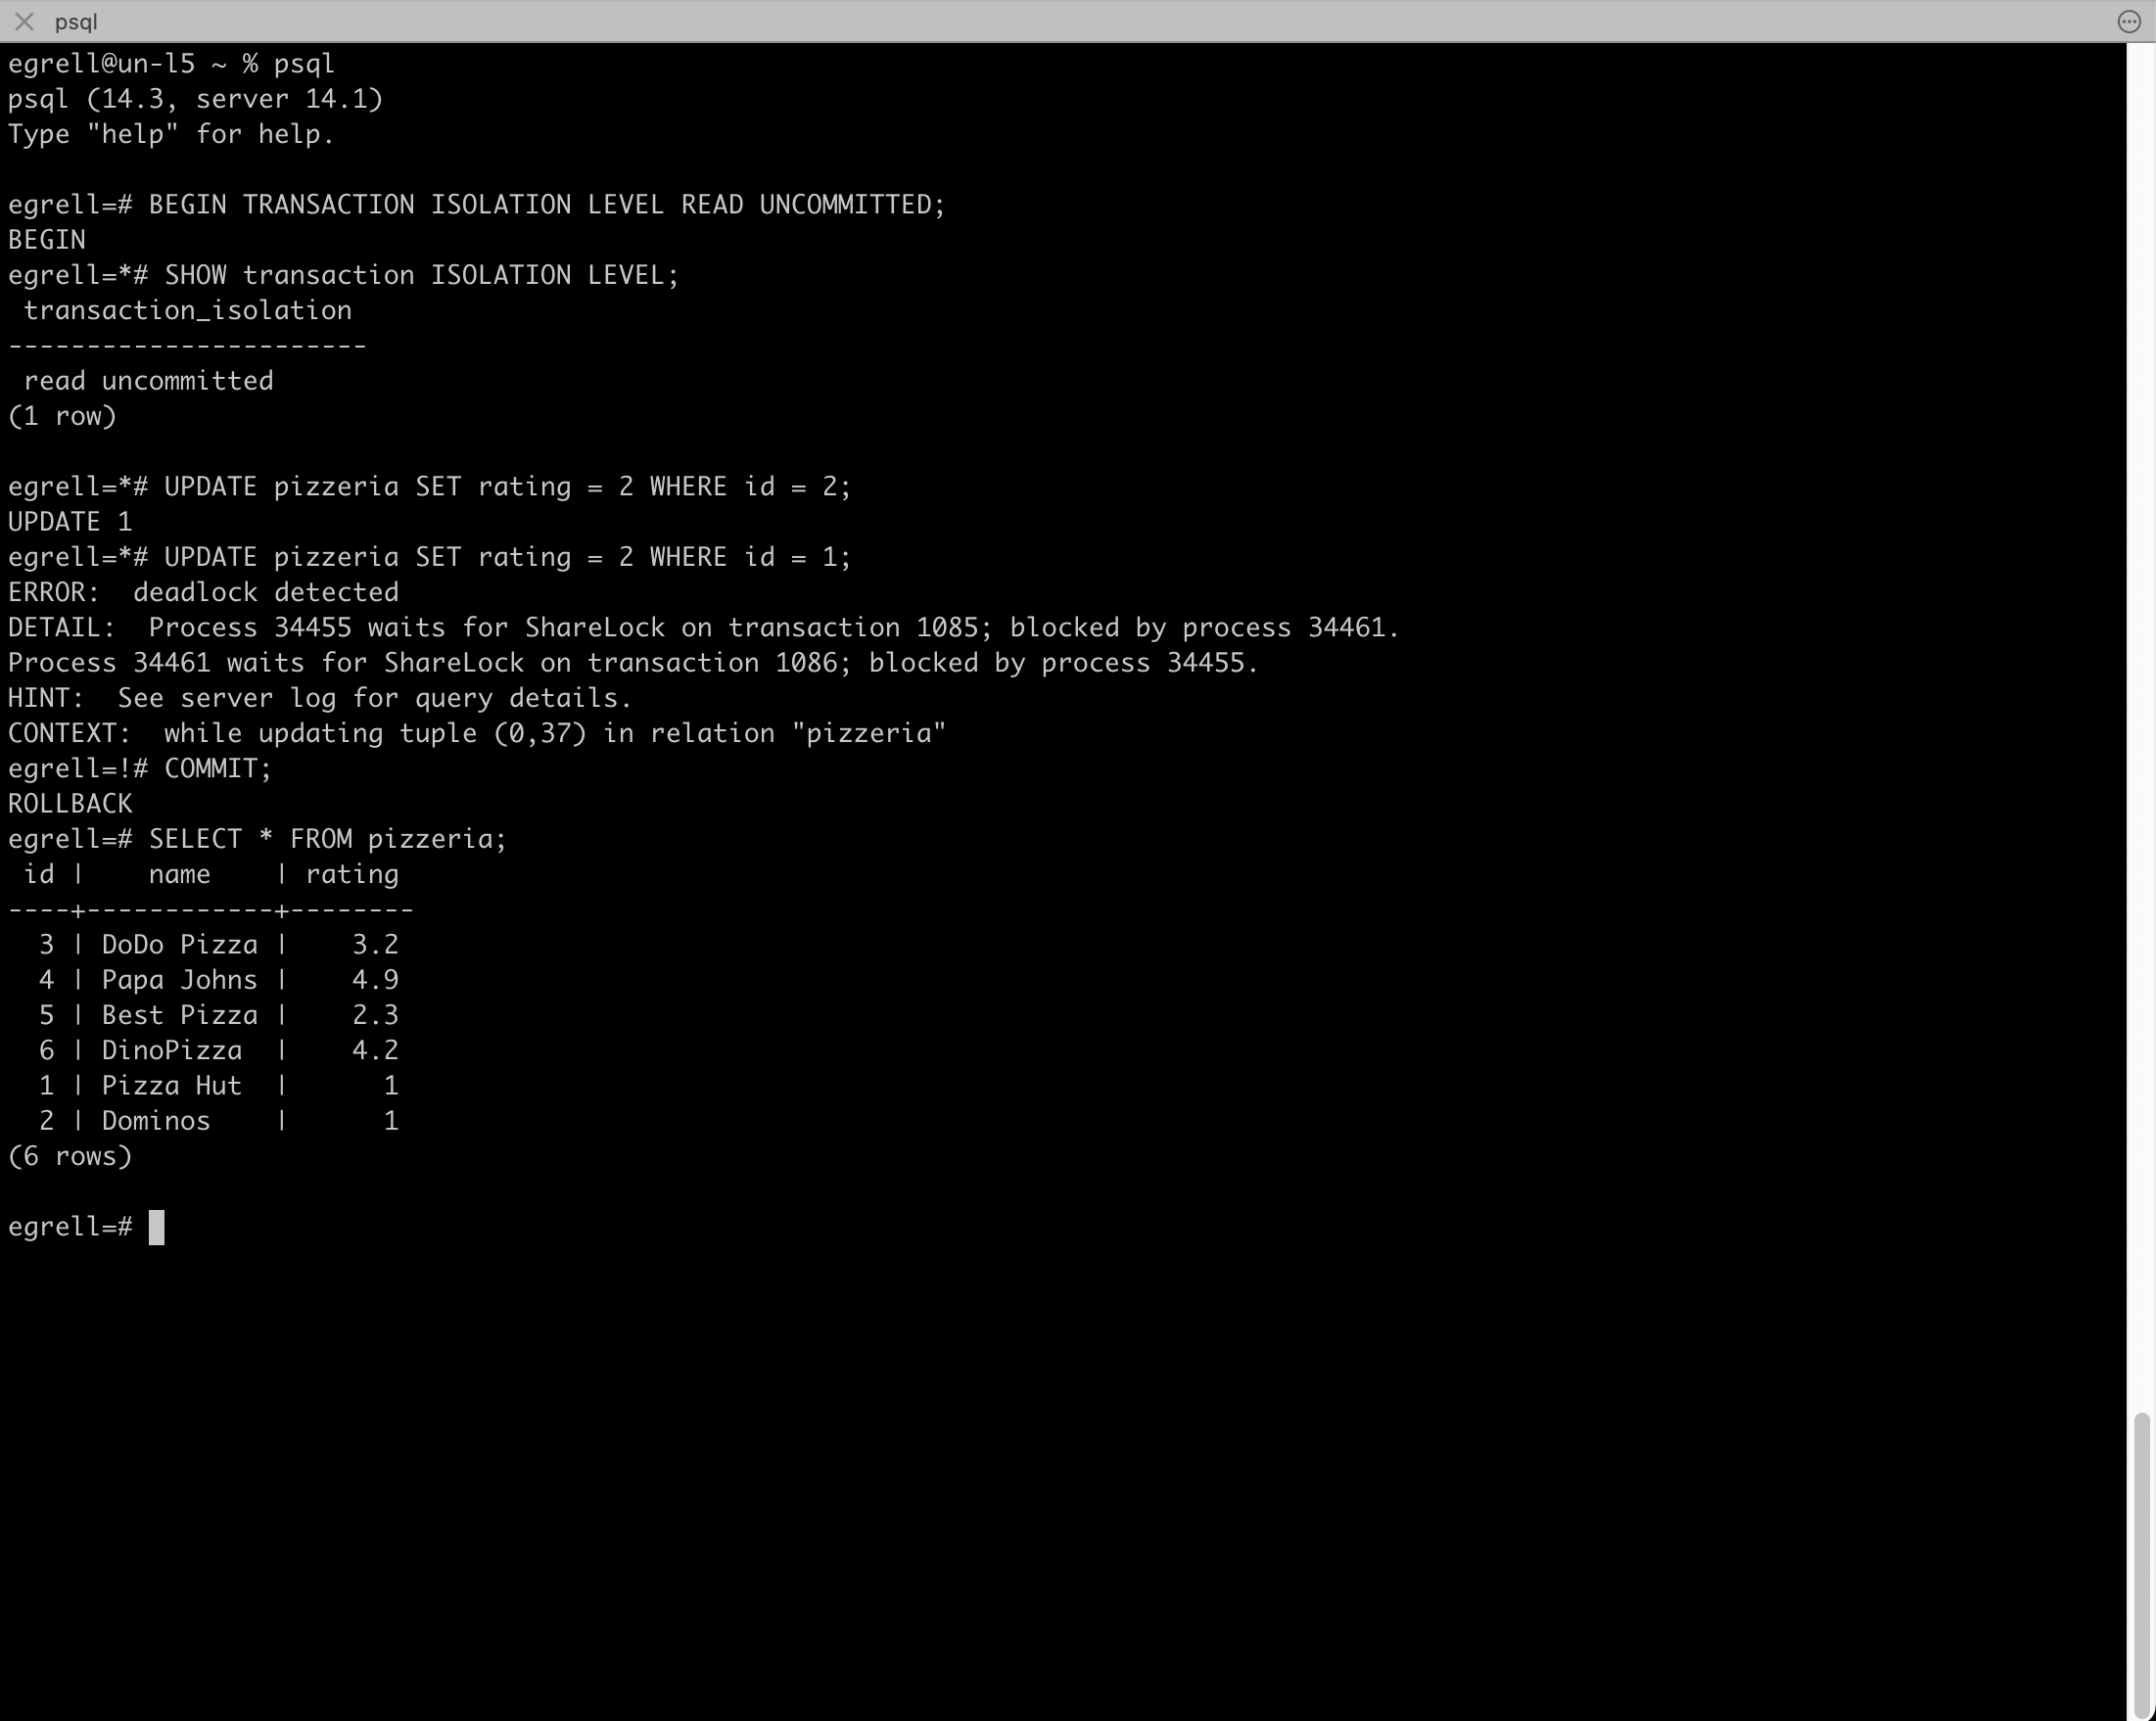 psql
egrell@un-l5 ~ % psql
psql (14.3, server 14.1)
Type "help" for help.

egrell=# BEGIN TRANSACTION ISOLATION LEVEL READ UNCOMMITTED;
BEGIN
egrell=*# SHOW transaction ISOLATION LEVEL;
 transaction_isolation
-----------------------
 read uncommitted
(1 row)

egrell=*# UPDATE pizzeria SET rating = 2 WHERE id = 2;
UPDATE 1
egrell=*# UPDATE pizzeria SET rating = 2 WHERE id = 1;
ERROR:  deadlock detected
DETAIL:  Process 34455 waits for ShareLock on transaction 1085; blocked by process 34461.
Process 34461 waits for ShareLock on transaction 1086; blocked by process 34455.
HINT:  See server log for query details.
CONTEXT:  while updating tuple (0,37) in relation "pizzeria"
egrell=!# COMMIT;
ROLLBACK
egrell=# SELECT * FROM pizzeria;
 id |    name    | rating
----+------------+--------
  3 | DoDo Pizza |    3.2
  4 | Papa Johns |    4.9
  5 | Best Pizza |    2.3
  6 | DinoPizza  |    4.2
  1 | Pizza Hut  |      1
  2 | Dominos    |      1
(6 rows)

egrell=#